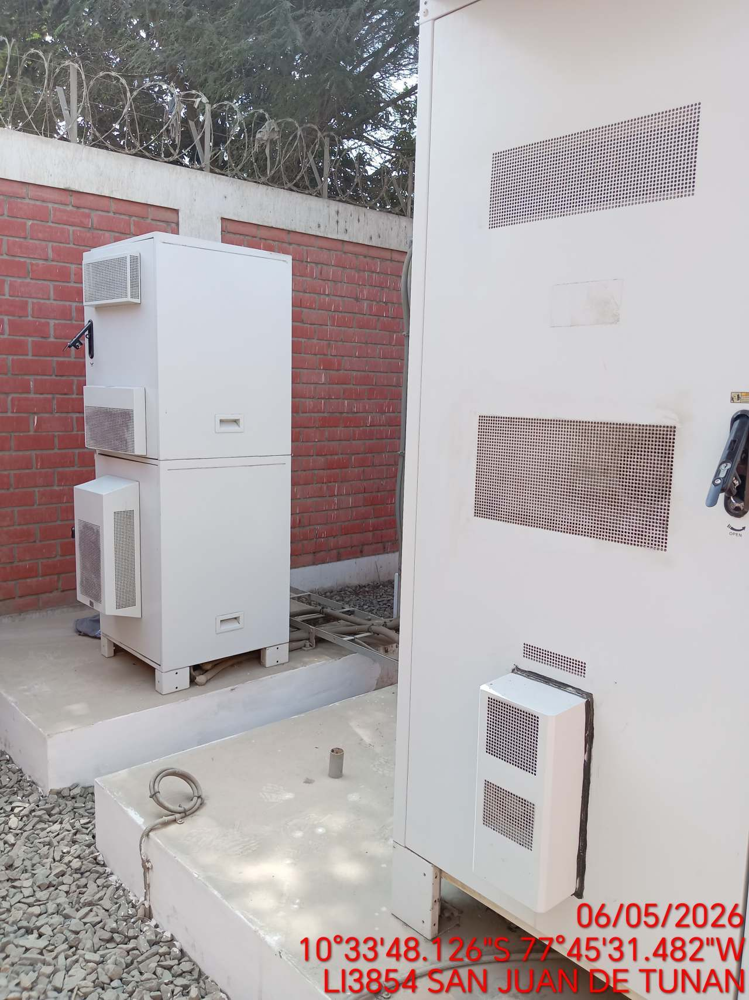 OPEN
06/05/2026
10°33'48.126"S 77°45'31.482"W
LI3854 SAN JUAN DE TUNAN